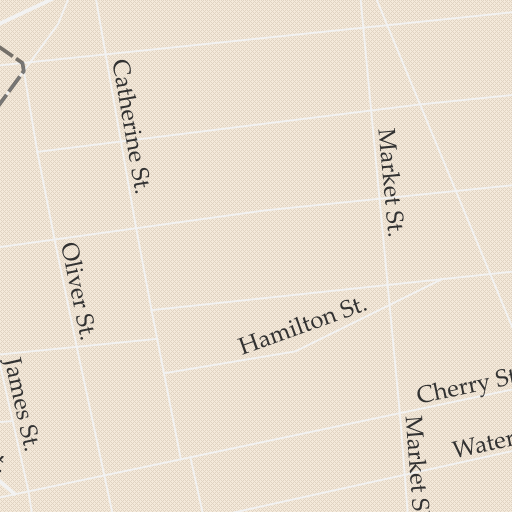 Catherine St.
Market St.
Oliver St.
Hamilton St.
James St.
Cherry St
Market S
Water